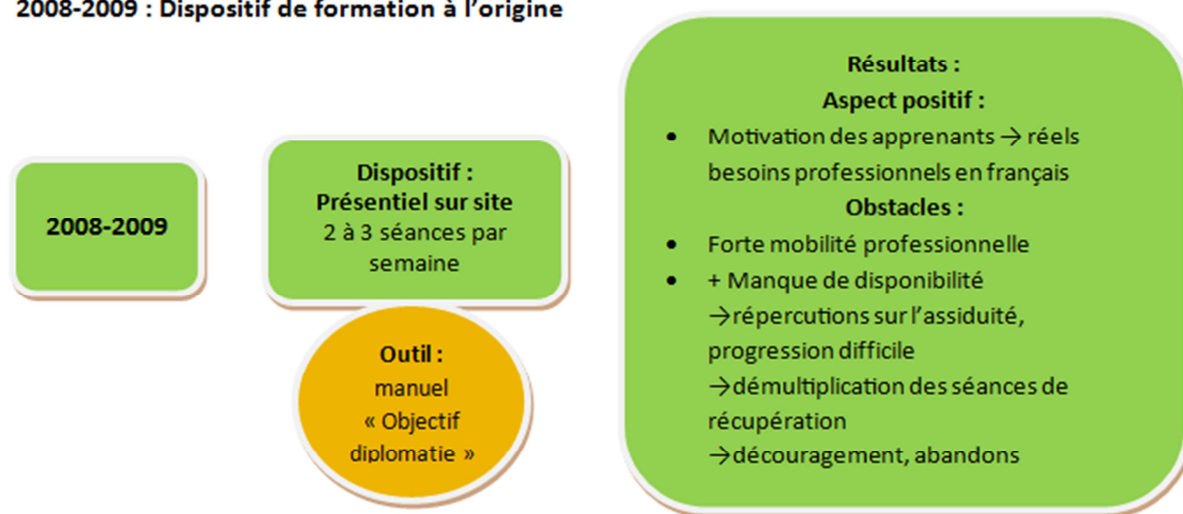 2008-2009 : Dispositif de formation à l'origine
2008-2009
Dispositif :
Présentiel sur site
2 à 3 séances par
semaine
Outil :
manuel
« Objectif
diplomatie »
Résultats :
Aspect positif :
• Motivation des apprenants → réels
besoins professionnels en français
Obstacles :
• Forte mobilité professionnelle
• + Manque de disponibilité
→répercutions sur l'assiduité,
progression difficile
→démultiplication des séances de
récupération
→découragement, abandons